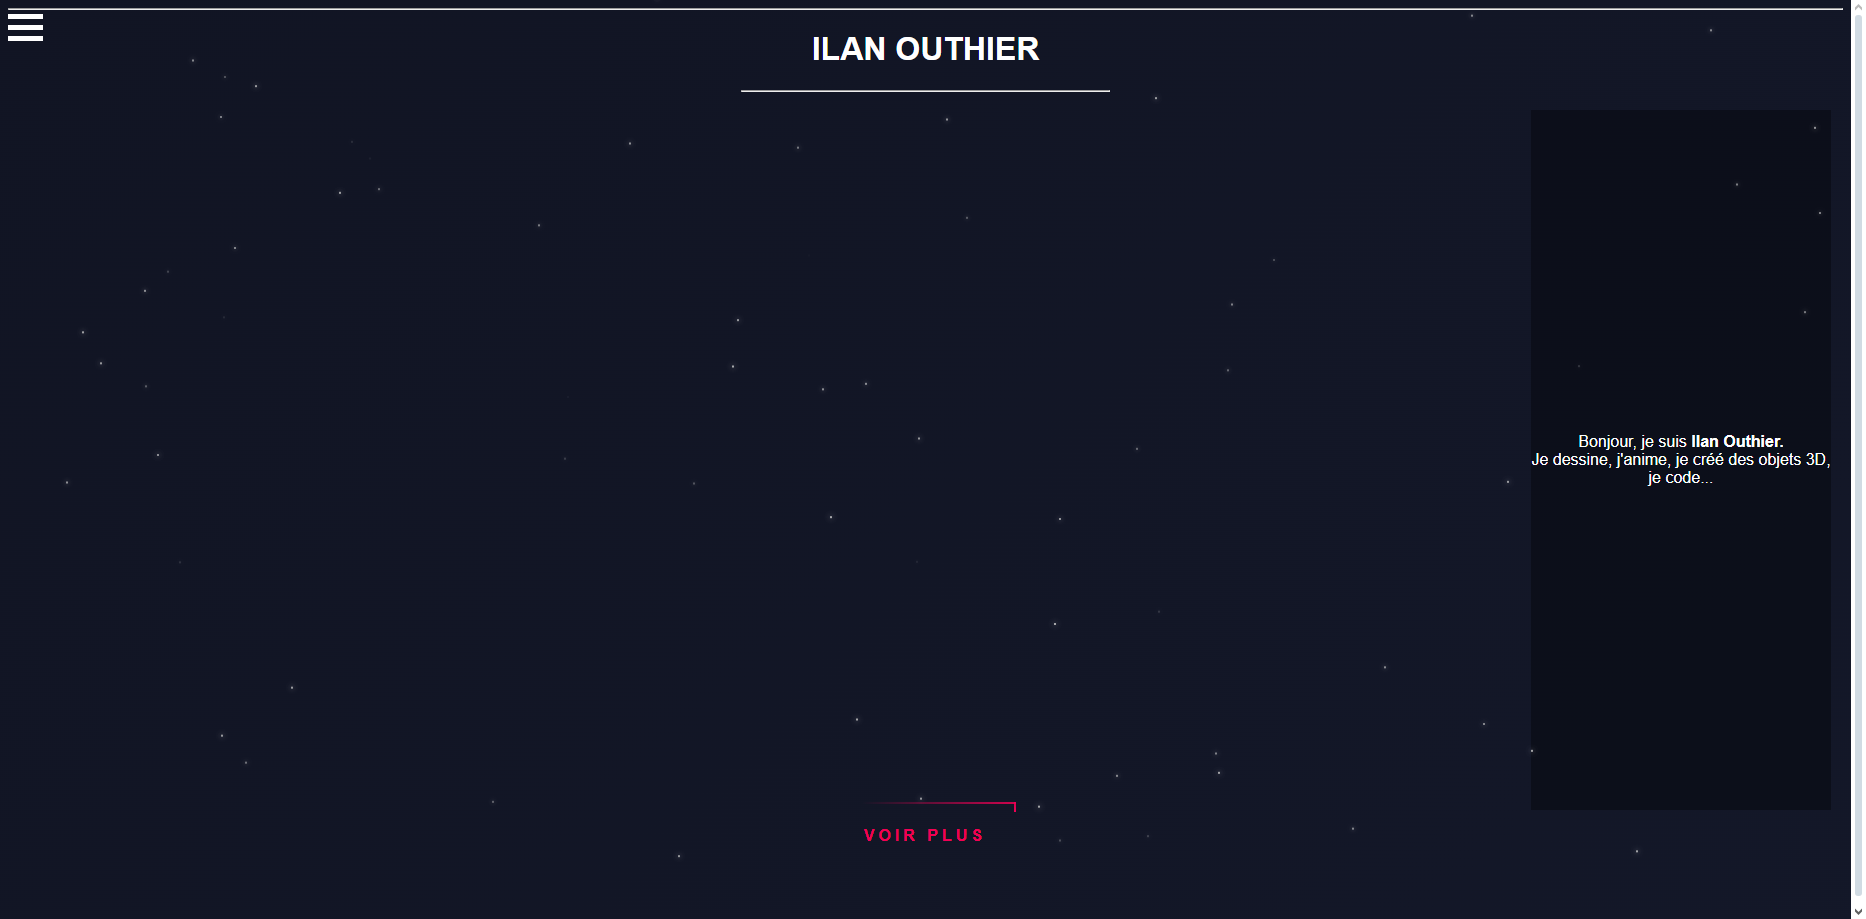 ILAN OUTHIER
Bonjour, je suis Ilan Outhier.
Je dessine, j'anime, je créé des objets 3D,
je code...
VOIR PLUS